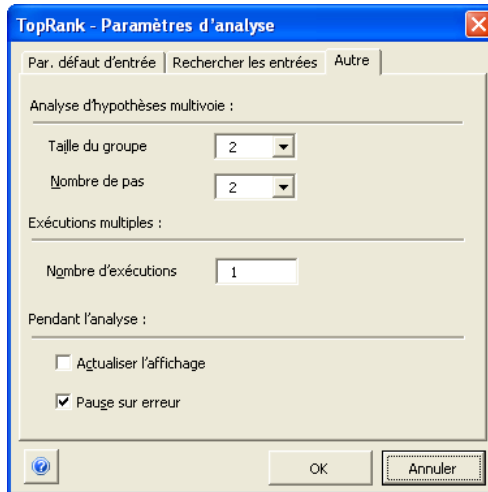 TopRank - Paramètres d'analyse
Par. défaut d'entrée Rechercher les entrées Autre
Analyse d'hypothèses multivoie :
Taille du groupe 2
Nombre de pas 2
Exécutions multiples :
Nombre d'exécutions 1
Pendant l'analyse :
Actualiser l'affichage
Pause sur erreur
? OK Annuler